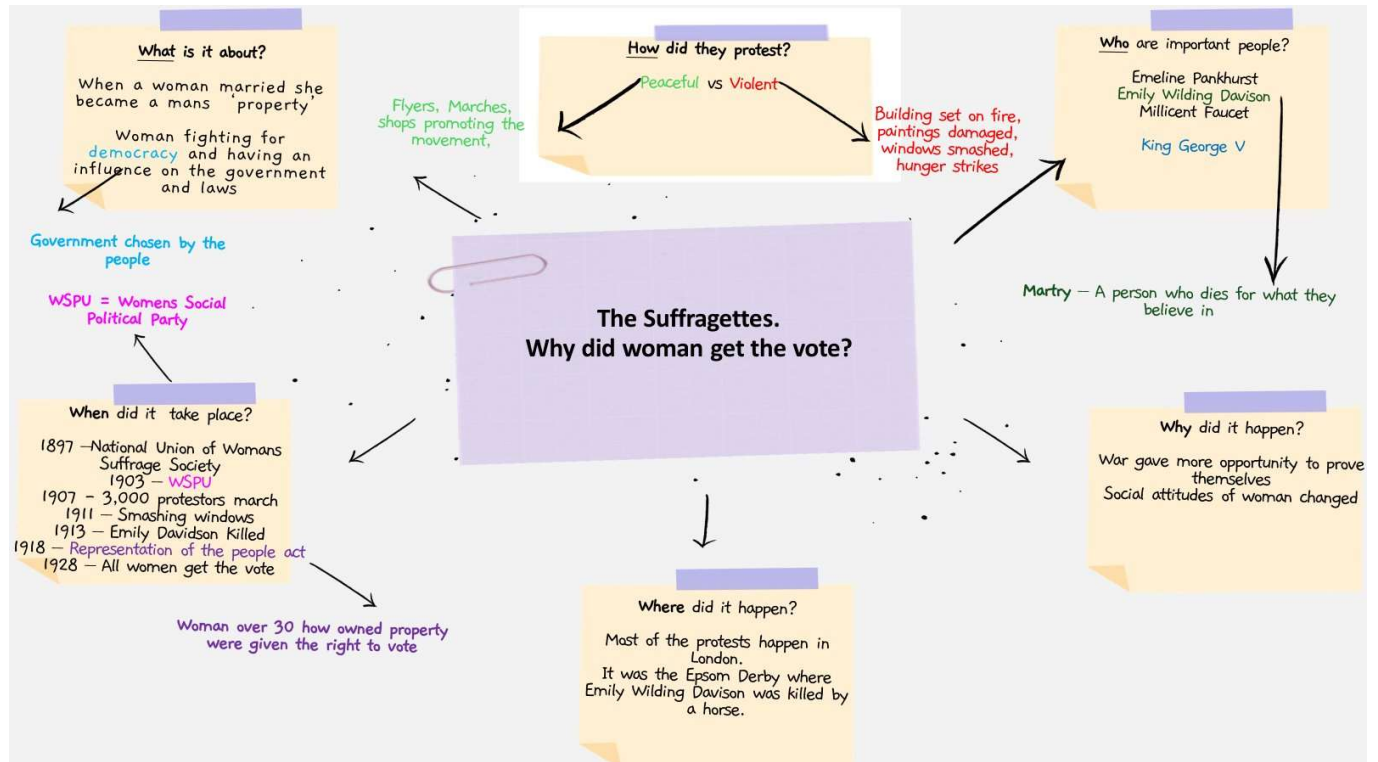 What is it about?
When a woman married she
became a mans 'property'
Woman fighting for
democracy and having an
influence on the government
and laws
Government chosen by the
people
How did they protest?
Peaceful vs Violent
Flyers, Marches,
shops promoting the
movement,
Building set on fire,
paintings damaged,
windows smashed,
hunger strikes
Who are important people?
Emeline Pankhurst
Emily Wilding Davison
Millicent Faucet
King George V
Martry – A person who dies for what they
believe in
The Suffragettes.
Why did woman get the vote?
WSPU = Womens Social
Political Party
When did it take place?
1897 –National Union of Womans
Suffrage Society
1903 – WSPU
1907 - 3,000 protestors march
1911 – Smashing windows
1913 – Emily Davidson Killed
1918 – Representation of the people act
1928 – All women get the vote
Woman over 30 how owned property
were given the right to vote
Where did it happen?
Most of the protests happen in
London.
It was the Epsom Derby where
Emily Wilding Davison was killed by
a horse.
Why did it happen?
War gave more opportunity to prove
themselves
Social attitudes of woman changed